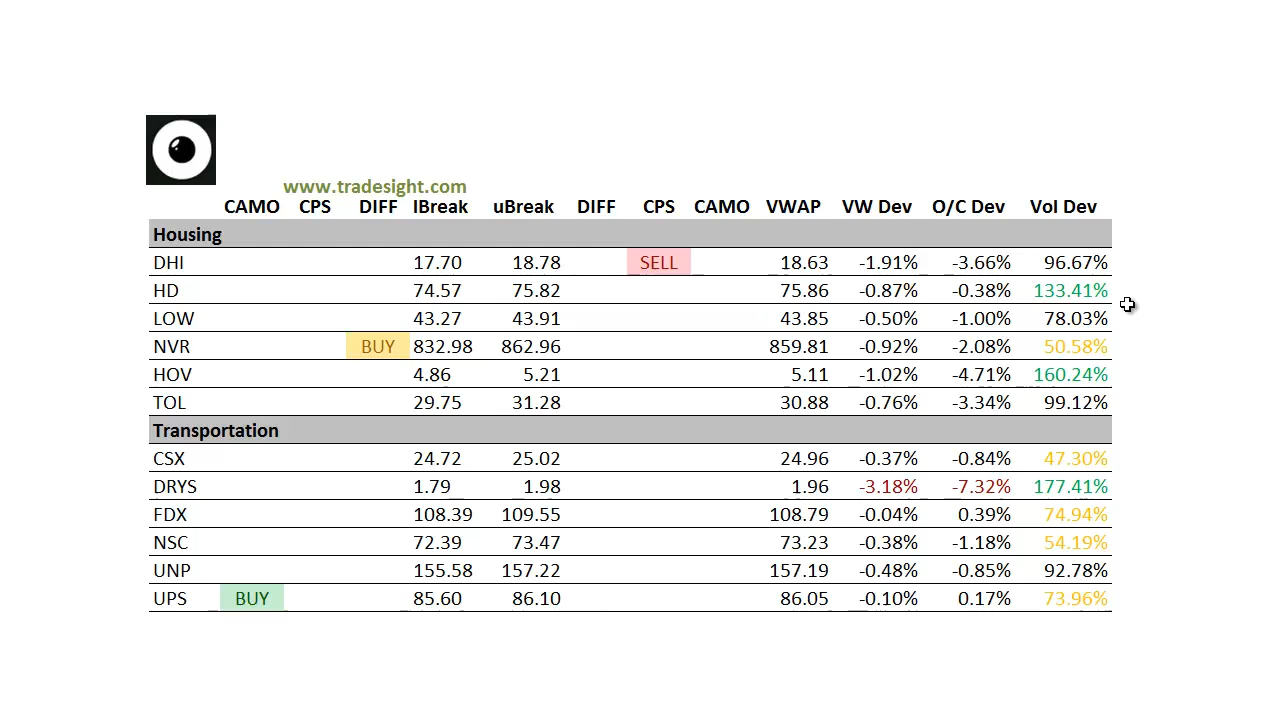 www.tradesight.com
CAMO CPS DIFF lBreak uBreak DIFF CPS CAMO VWAP VW Dev O/C Dev Vol Dev
Housing
DHI 17.70 18.78 SELL 18.63 -1.91% -3.66% 96.67%
HD 74.57 75.82 75.86 -0.87% -0.38% 133.41%
LOW 43.27 43.91 43.85 -0.50% -1.00% 78.03%
NVR BUY 832.98 862.96 859.81 -0.92% -2.08% 50.58%
HOV 4.86 5.21 5.11 -1.02% -4.71% 160.24%
TOL 29.75 31.28 30.88 -0.76% -3.34% 99.12%
Transportation
CSX 24.72 25.02 24.96 -0.37% -0.84% 47.30%
DRYS 1.79 1.98 1.96 -3.18% -7.32% 177.41%
FDX 108.39 109.55 108.79 -0.04% 0.39% 74.94%
NSC 72.39 73.47 73.23 -0.38% -1.18% 54.19%
UNP 155.58 157.22 157.19 -0.48% -0.85% 92.78%
UPS BUY 85.60 86.10 86.05 -0.10% 0.17% 73.96%